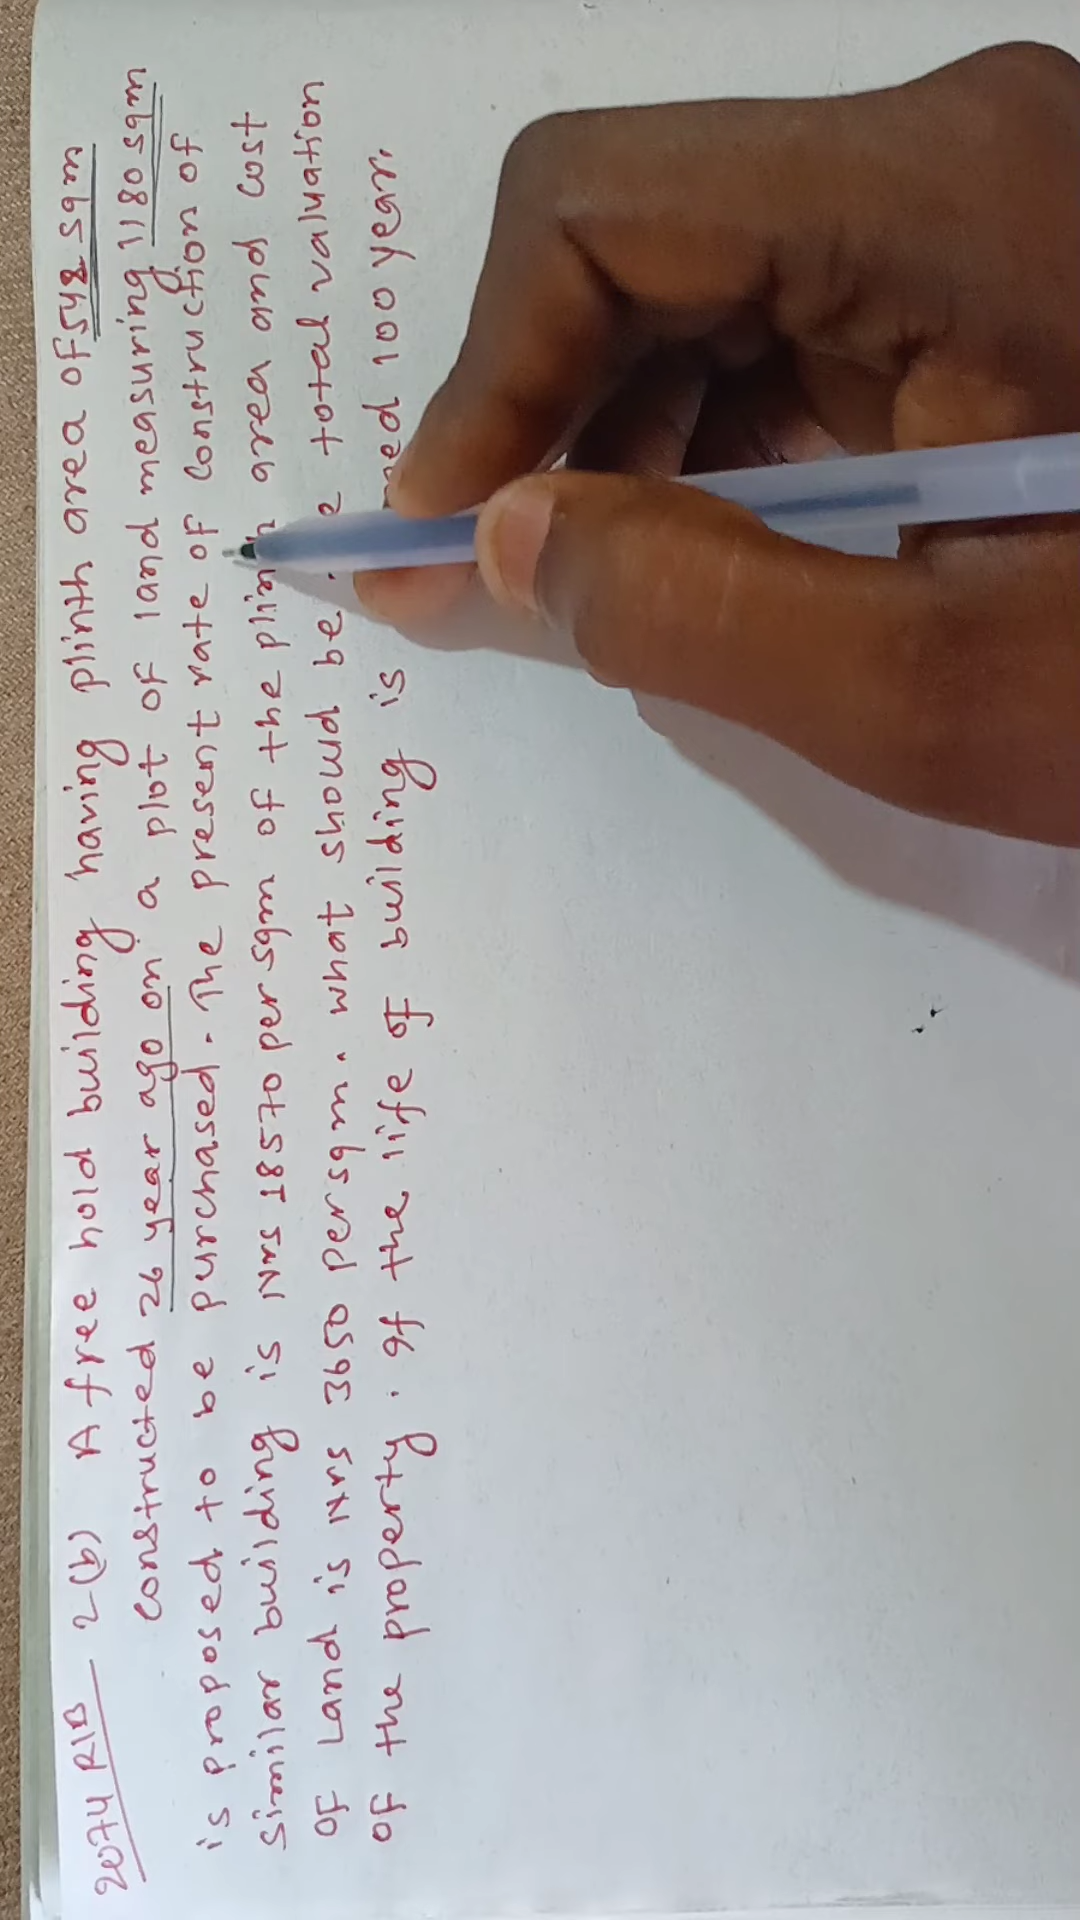 2074 RIB 2(b) A free hold building having plinth area of 548 sqm
constructed 26 year ago on a plot of land measuring 1180 sqm
is proposed to be purchased. The present rate of construction of
similar building is Nrs 18570 per sqm of the plinth area and cost
of Land is Nrs 3650 per sqm. what should be total valuation
of the property. If the life of building is 100 year.